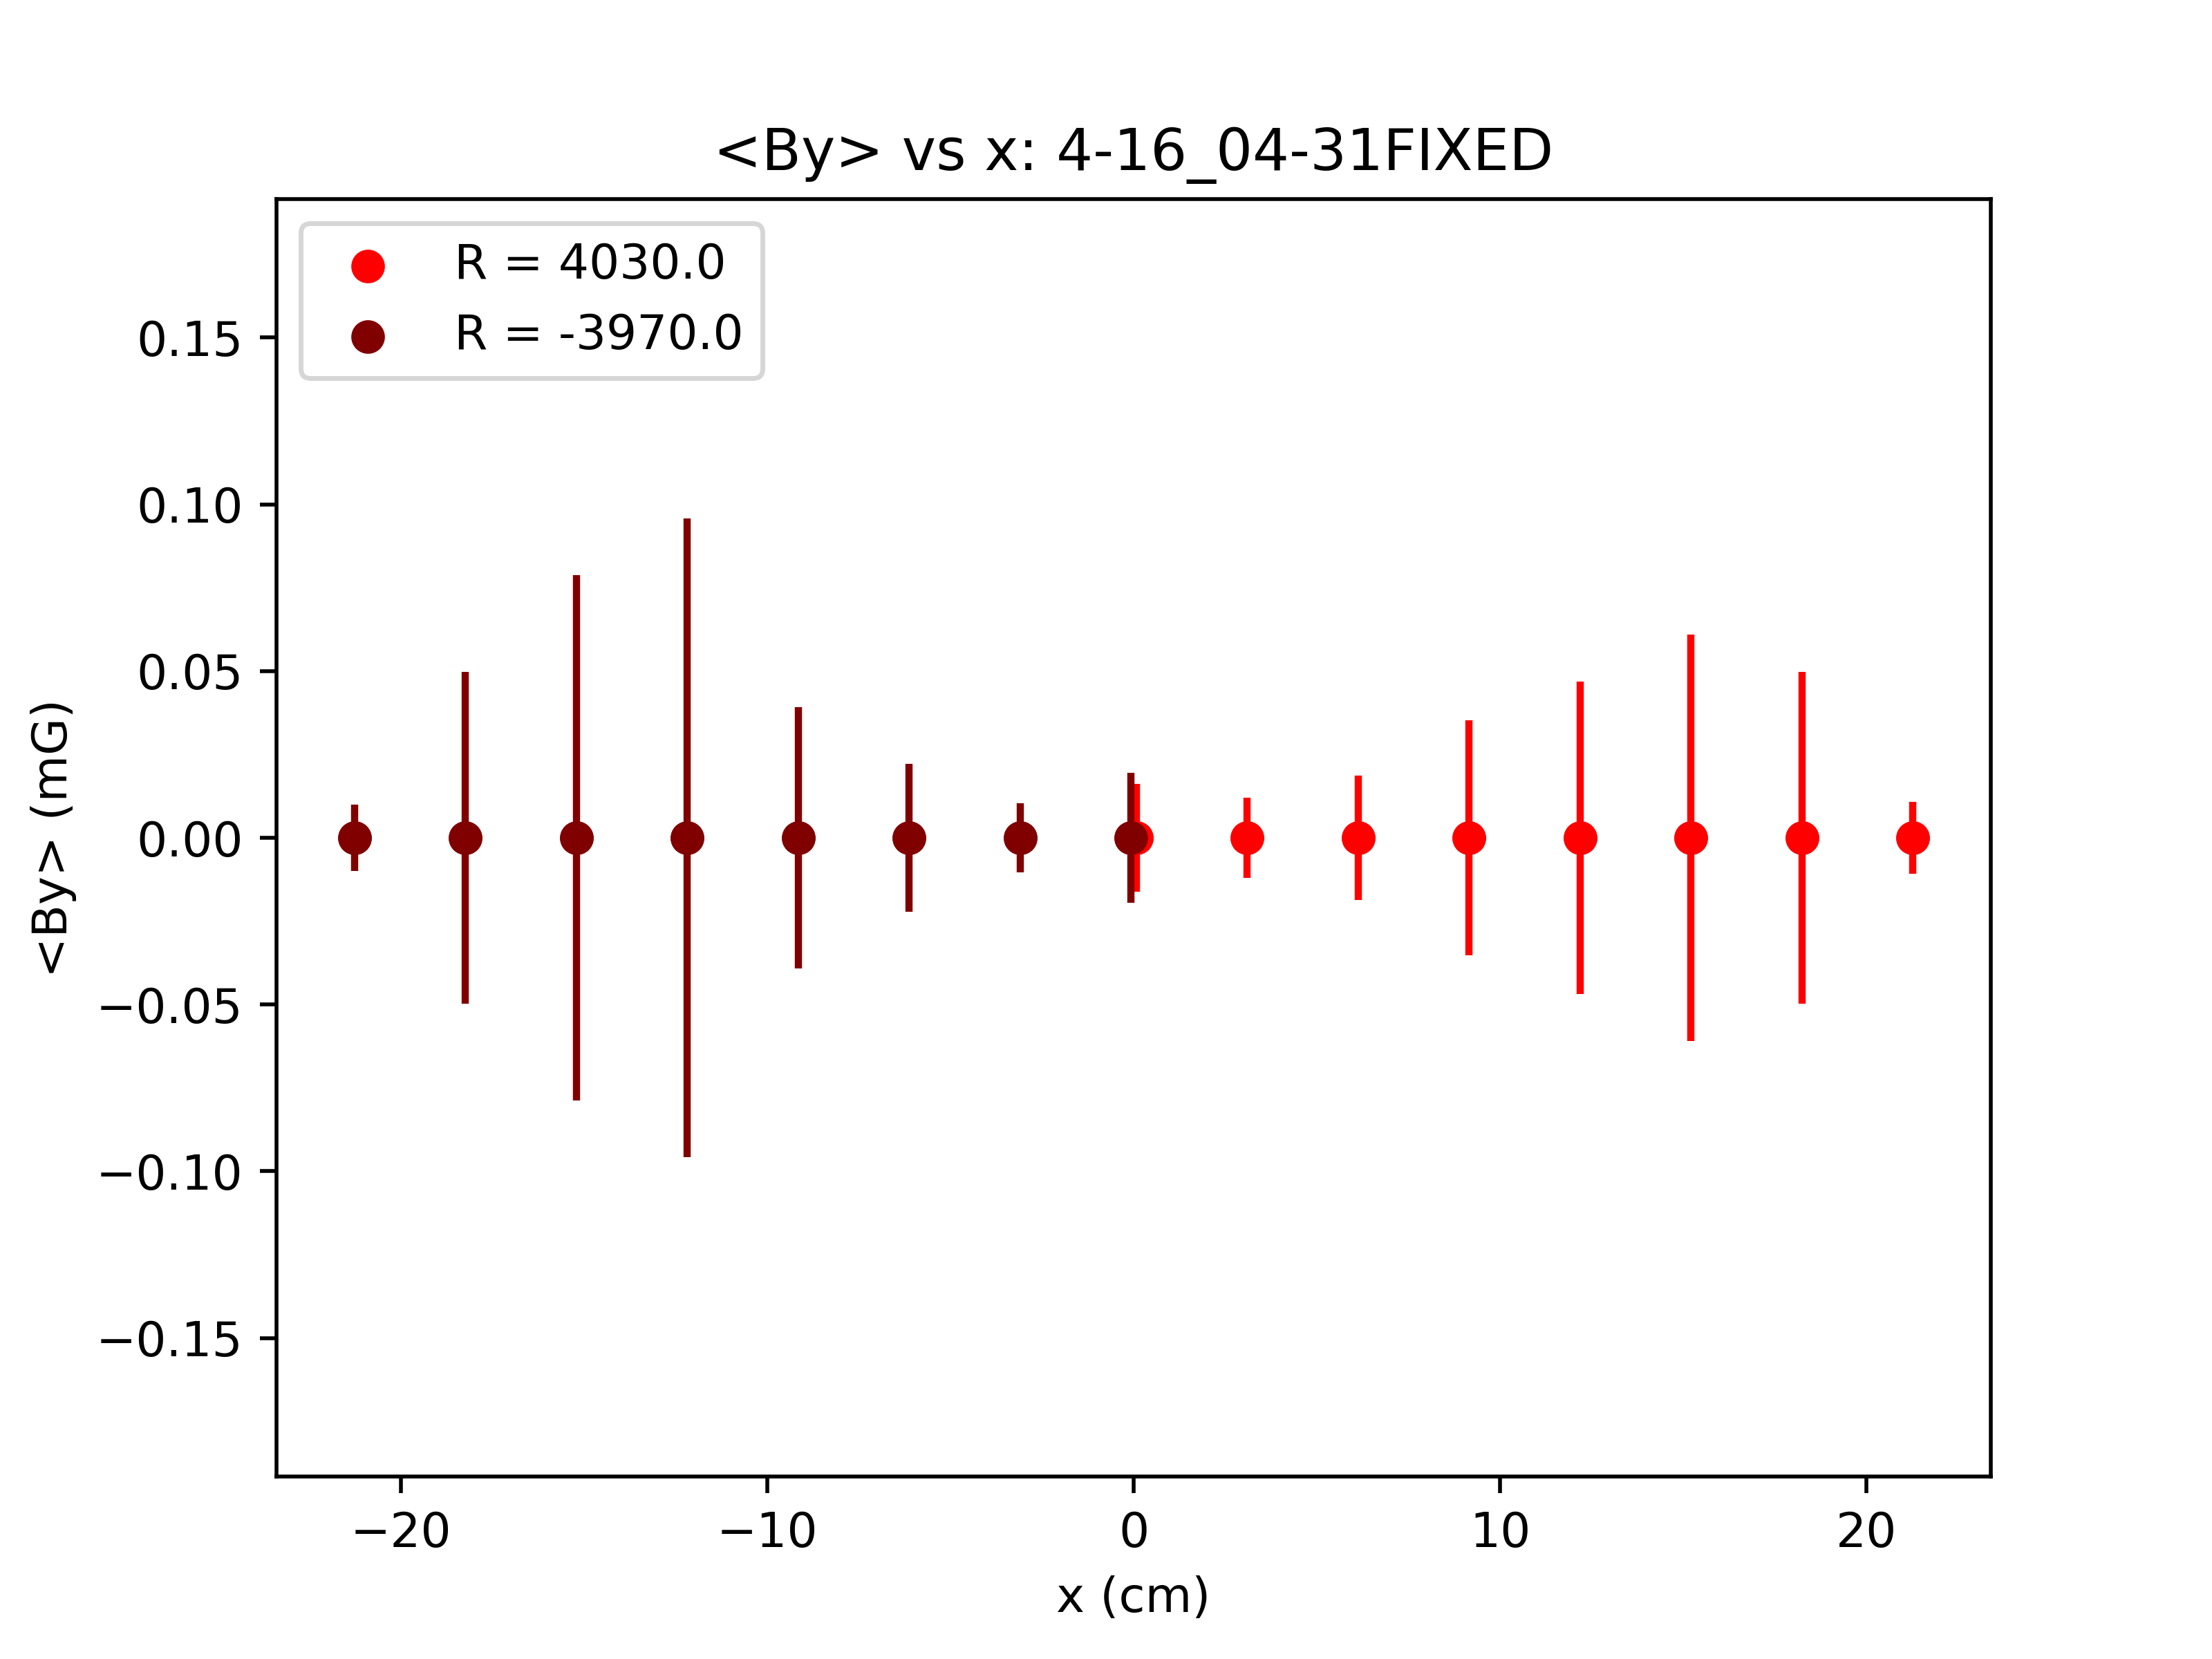 <By> vs x: 4-16_04-31FIXED
R = 4030.0
R = -3970.0
0.15
0.10
0.05
0.00
−0.05
−0.10
−0.15
<By> (mG)
−20
−10
0
10
20
x (cm)